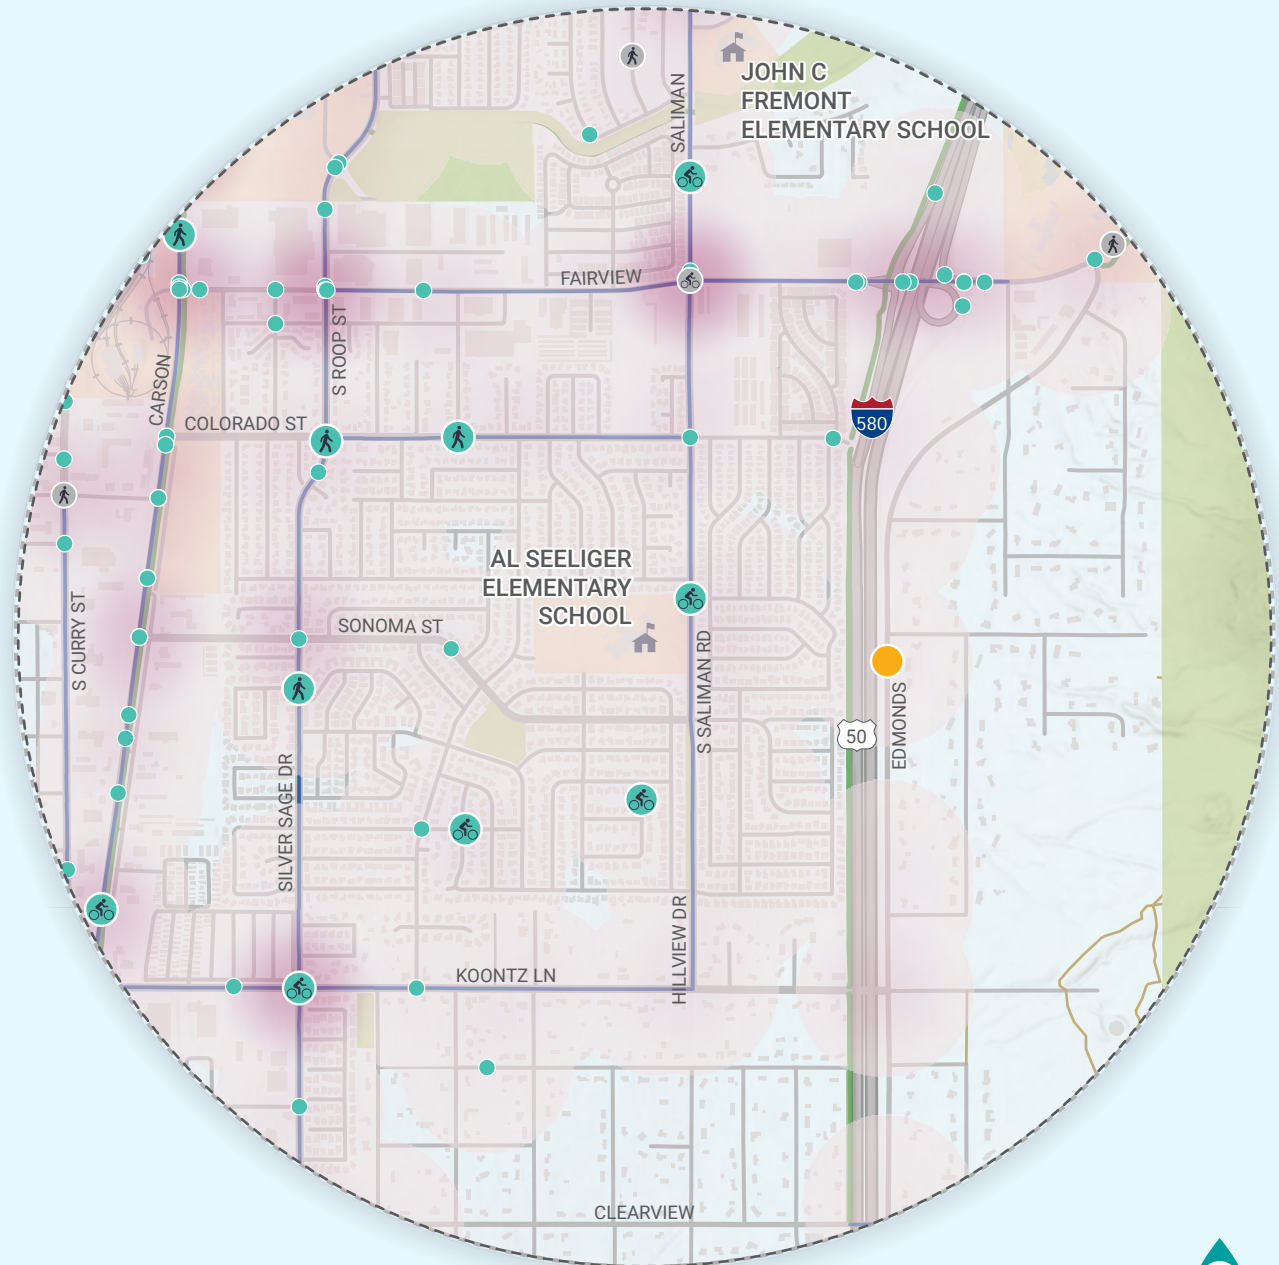 SALIMAN
JOHN C
FREMONT
ELEMENTARY SCHOOL
FAIRVIEW
S ROOP ST
CARSON
COLORADO ST
580
AL SEELIGER
ELEMENTARY
SCHOOL
SONOMA ST
S CURRY ST
S SALIMAN RD
EDMONDS
50
SILVER SAGE DR
HILLVIEW DR
KOONTZ LN
CLEARVIEW